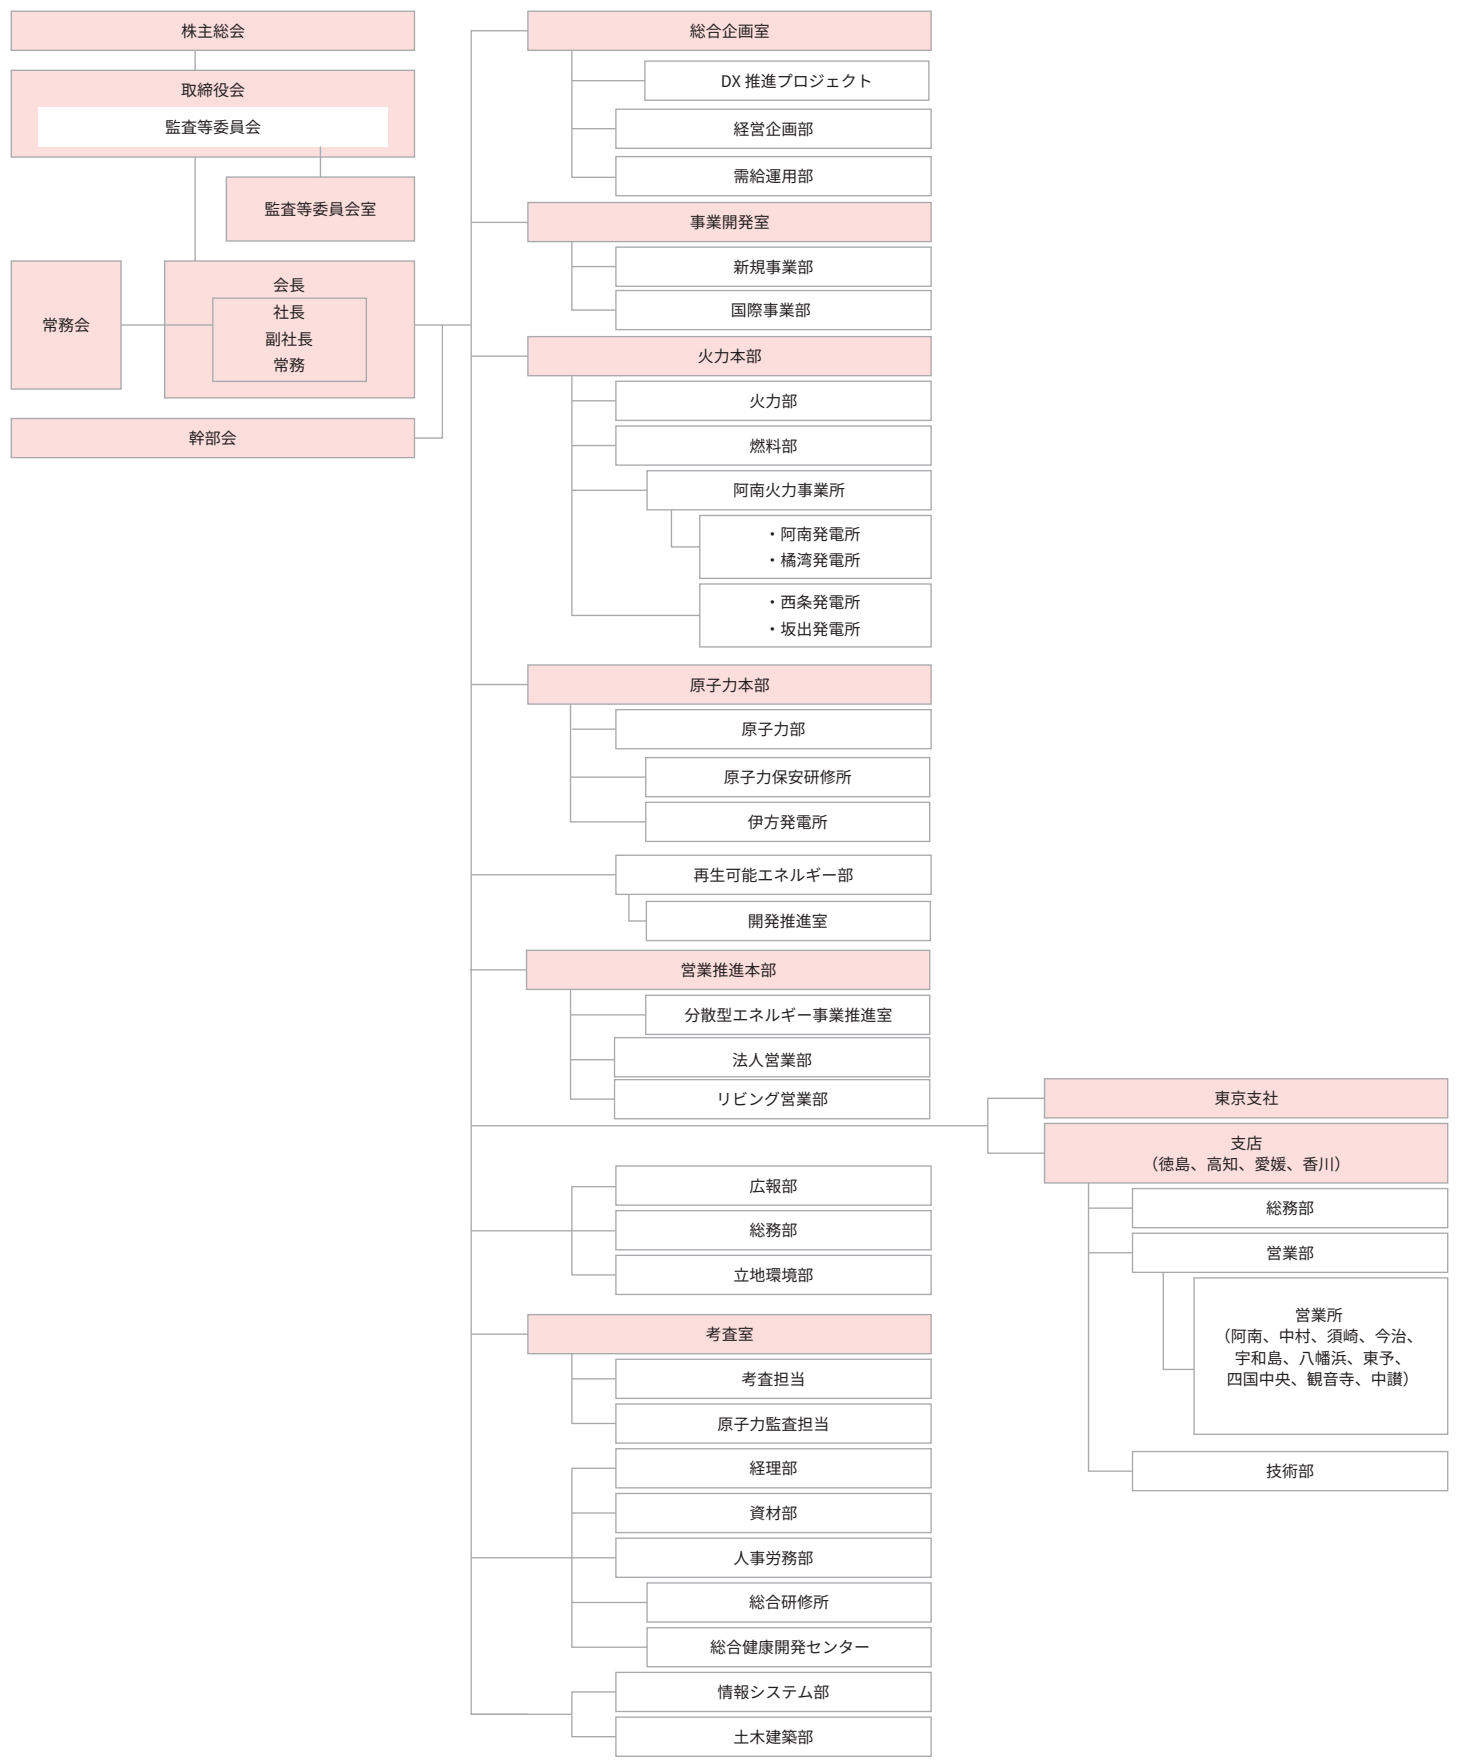 株主総会
取締役会
監査等委員会
監査等委員会室
常務会
会長
社長
副社長
常務
幹部会
総合企画室
DX 推進プロジェクト
経営企画部
需給運用部
事業開発室
新規事業部
国際事業部
火力本部
火力部
燃料部
阿南火力事業所
・阿南発電所
・橘湾発電所
・西条発電所
・坂出発電所
原子力本部
原子力部
原子力保安研修所
伊方発電所
再生可能エネルギー部
開発推進室
営業推進本部
分散型エネルギー事業推進室
法人営業部
リビング営業部
東京支社
支店
（徳島、高知、愛媛、香川）
総務部
営業部
営業所
（阿南、中村、須崎、今治、
宇和島、八幡浜、東予、
四国中央、観音寺、中讃）
技術部
広報部
総務部
立地環境部
考査室
考査担当
原子力監査担当
経理部
資材部
人事労務部
総合研修所
総合健康開発センター
情報システム部
土木建築部